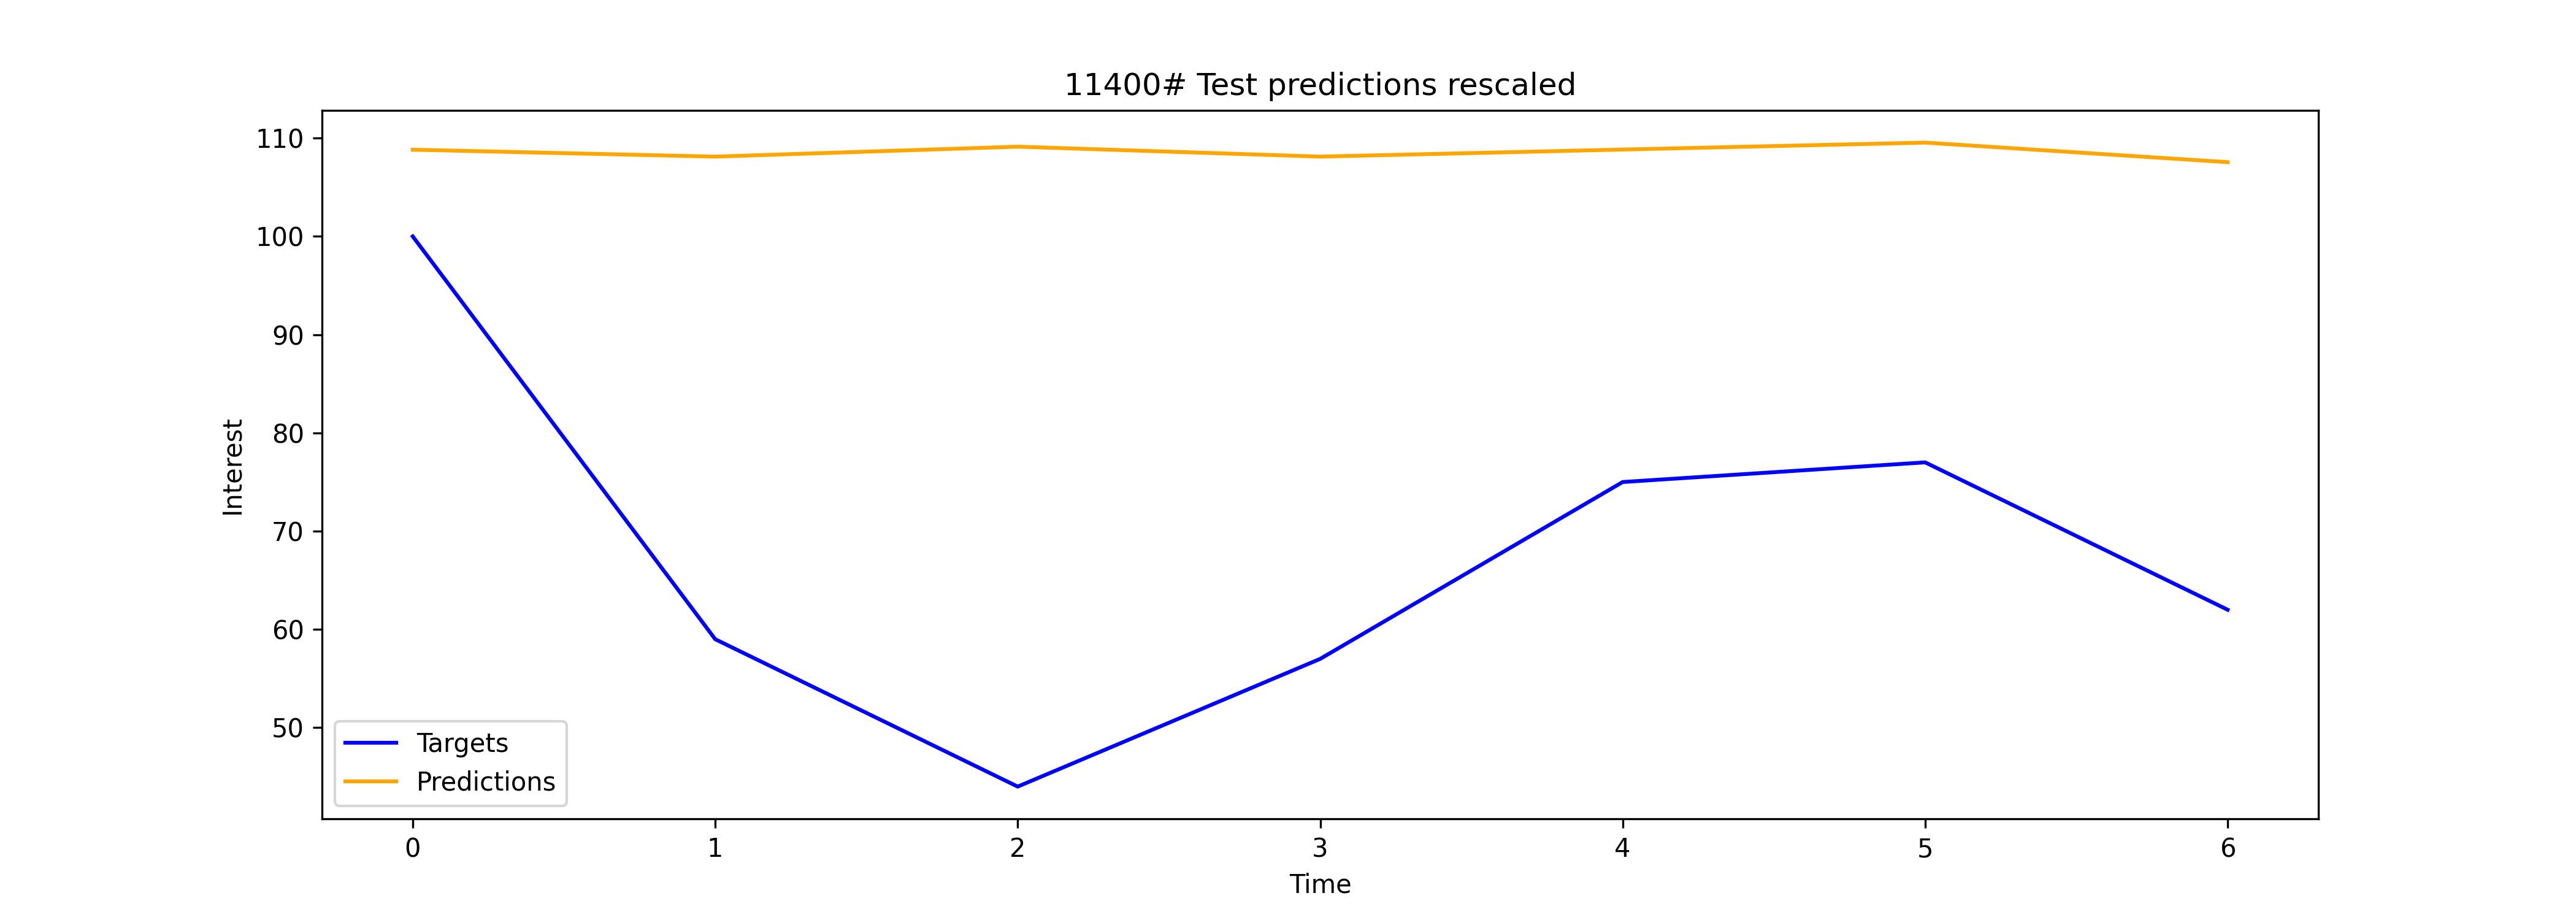 11400# Test predictions rescaled
110
100
90
80
70
60
50
Interest
Targets
Predictions
0 1 2 3 4 5 6
Time